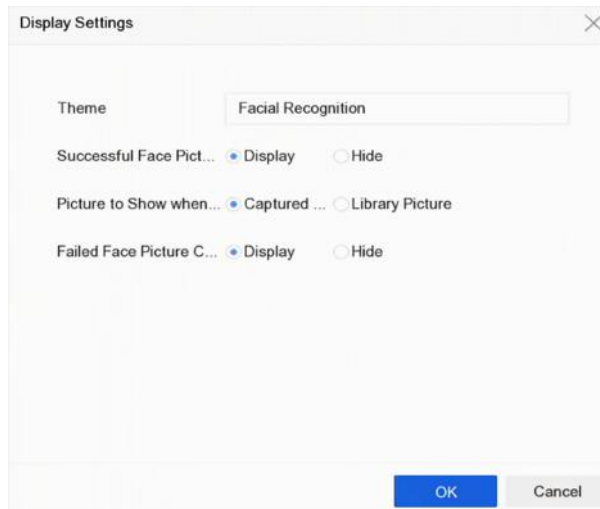 Display Settings
Theme Facial Recognition
Successful Face Pict... Display Hide
Picture to Show when... Captured ... Library Picture
Failed Face Picture C... Display Hide
OK Cancel